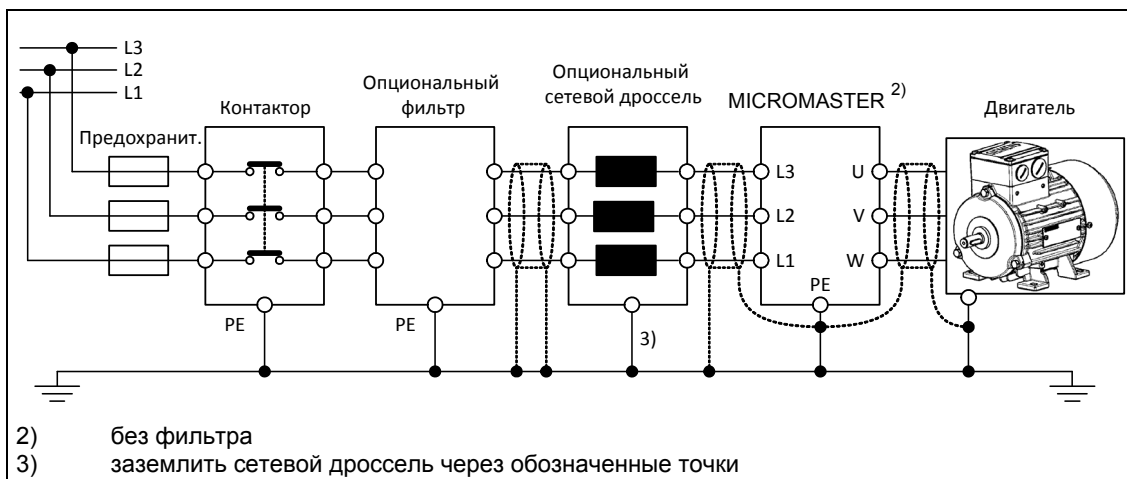 L3
L2
L1
Предохранит.
Контактор
Опциональный
фильтр
Опциональный
сетевой дроссель
MICROMASTER 2)
Двигатель
L3
U
L2
V
L1
W
PE
PE
PE
3)
2) без фильтра
3) заземлить сетевой дроссель через обозначенные точки